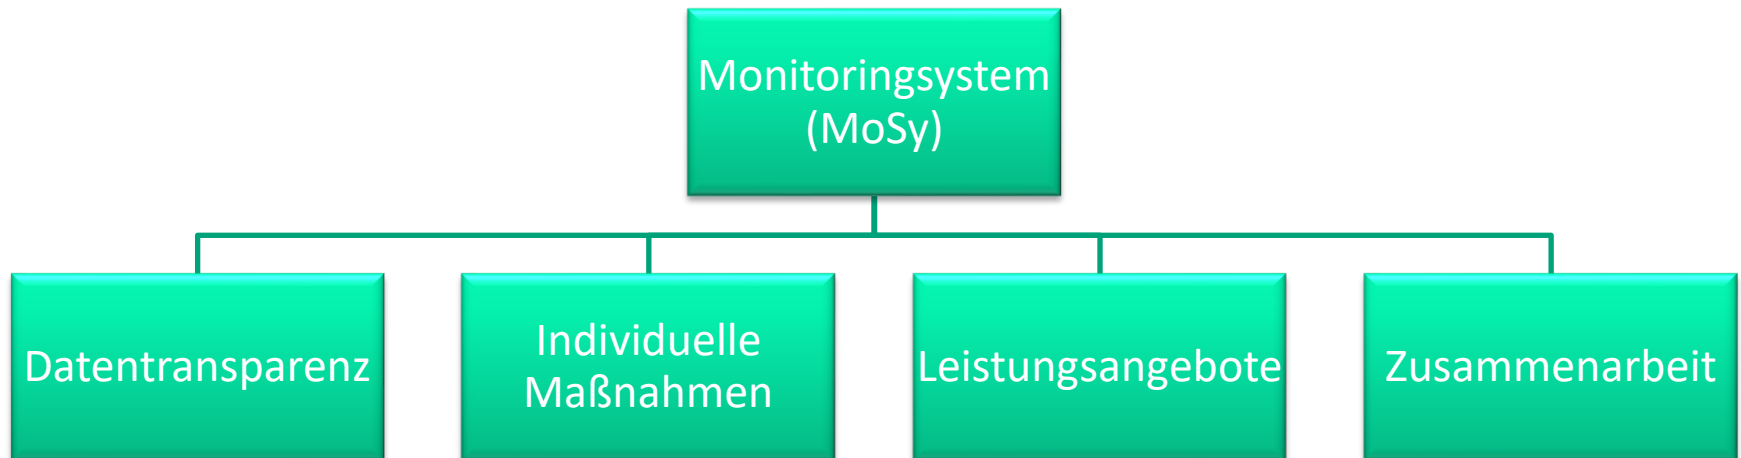 Monitoringsystem
(MoSy)
Datentransparenz
Individuelle
Maßnahmen
Leistungsangebote
Zusammenarbeit